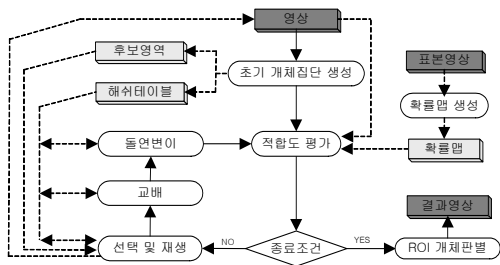 영상
후보영역
표본영상
초기 개체집단 생성
해쉬테이블
확률맵 생성
돌연변이
적합도 평가
확률맵
교배
결과영상
선택 및 재생
NO
종료조건
YES
ROI 개체판별